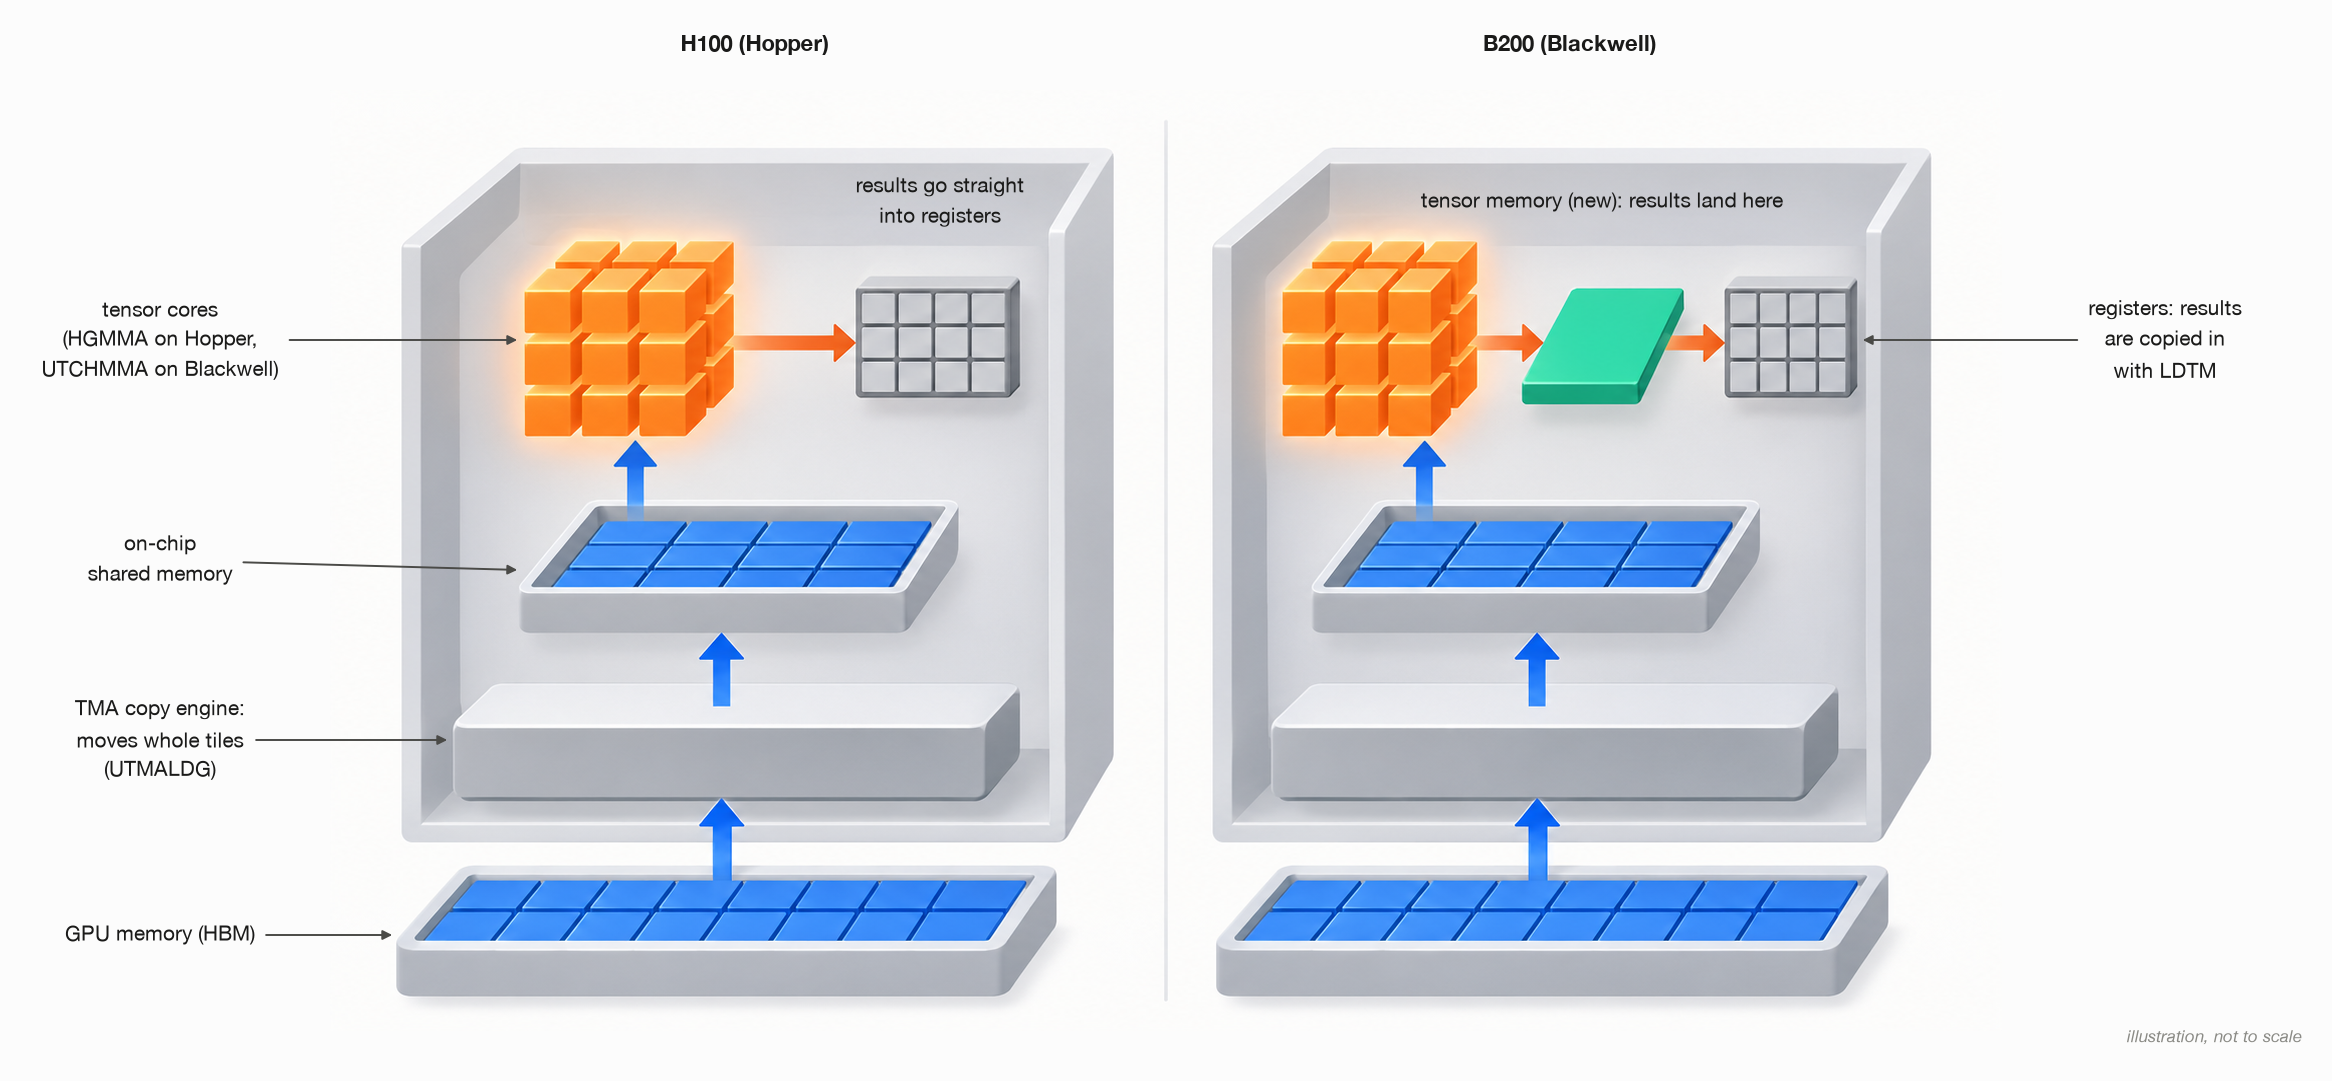 H100 (Hopper)
results go straight
into registers
tensor cores
(HGMMA on Hopper,
UTCHMMA on Blackwell)
on-chip
shared memory
TMA copy engine:
moves whole tiles
(UTMALDG)
GPU memory (HBM)
B200 (Blackwell)
tensor memory (new): results land here
registers: results
are copied in
with LDTM
illustration, not to scale